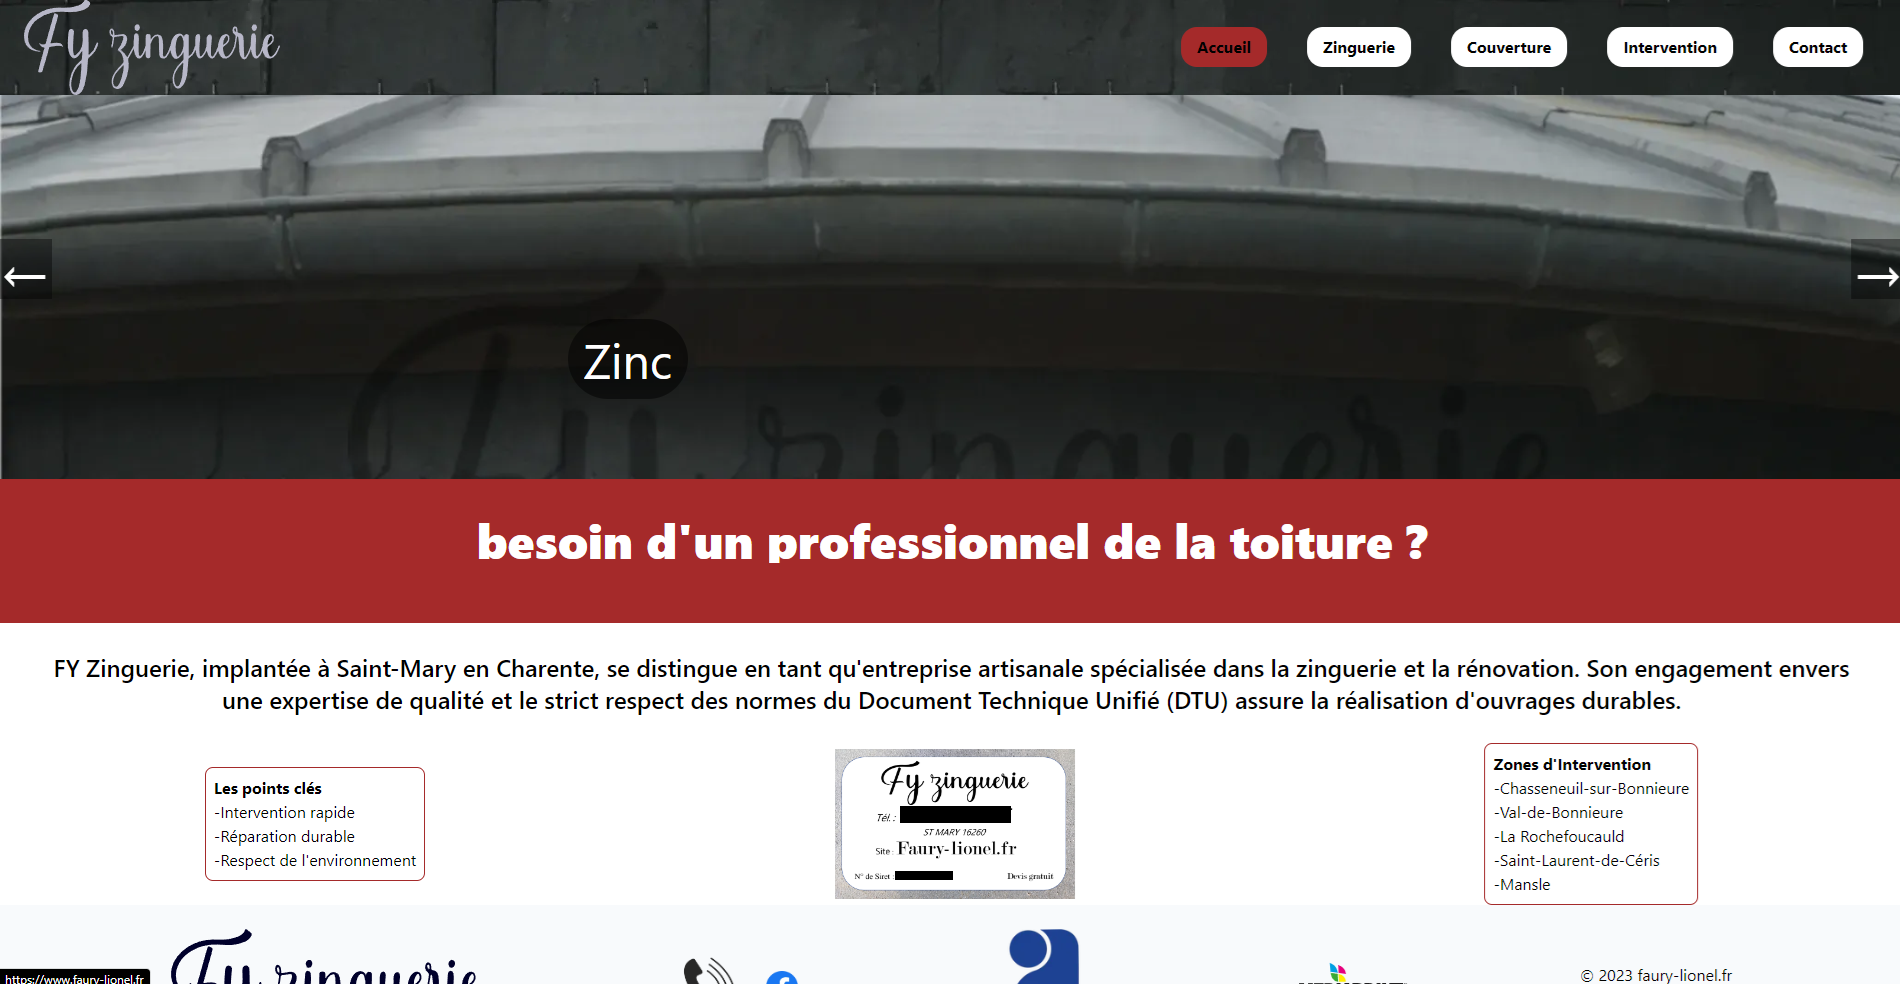 Fy zinguerie
Accueil
Zinguerie
Couverture
Intervention
Contact
←
→
Zinc
Fy zinguerie
besoin d'un professionnel de la toiture ?
FY Zinguerie, implantée à Saint-Mary en Charente, se distingue en tant qu'entreprise artisanale spécialisée dans la zinguerie et la rénovation. Son engagement envers
une expertise de qualité et le strict respect des normes du Document Technique Unifié (DTU) assure la réalisation d'ouvrages durables.
Les points clés
-Intervention rapide
-Réparation durable
-Respect de l'environnement
Fy zinguerie
Tél. :
ST MARY 16260
Site : Faury-lionel.fr
N° de Siret :
Devis gratuit
Zones d'Intervention
-Chasseneuil-sur-Bonnieure
-Val-de-Bonnieure
-La Rochefoucauld
-Saint-Laurent-de-Céris
-Mansle
Fy zinguerie
© 2023 faury-lionel.fr
https://www.faury-lionel.fr